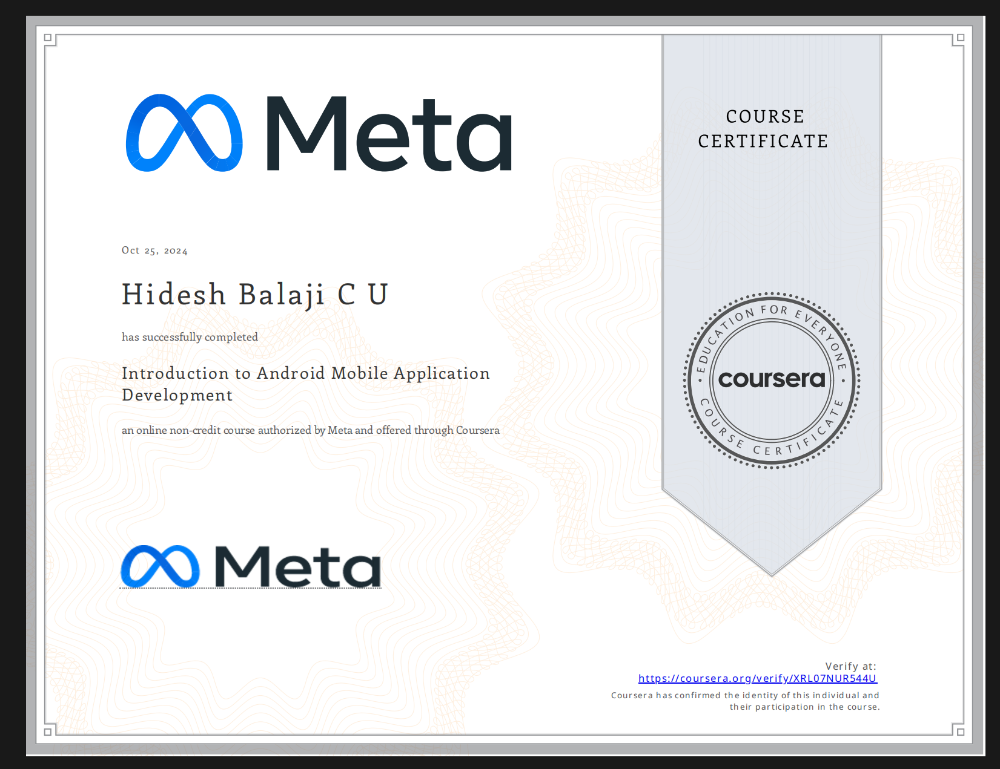 Meta
COURSE
CERTIFICATE
Oct 25, 2024
Hidesh Balaji C U
has successfully completed
Introduction to Android Mobile Application
Development
an online non-credit course authorized by Meta and offered through Coursera
EDUCATION FOR EVERYONE
coursera
COURSE CERTIFICATE
Meta
Verify at:
https://coursera.org/verify/XRL07NUR544U
Coursera has confirmed the identity of this individual and
their participation in the course.